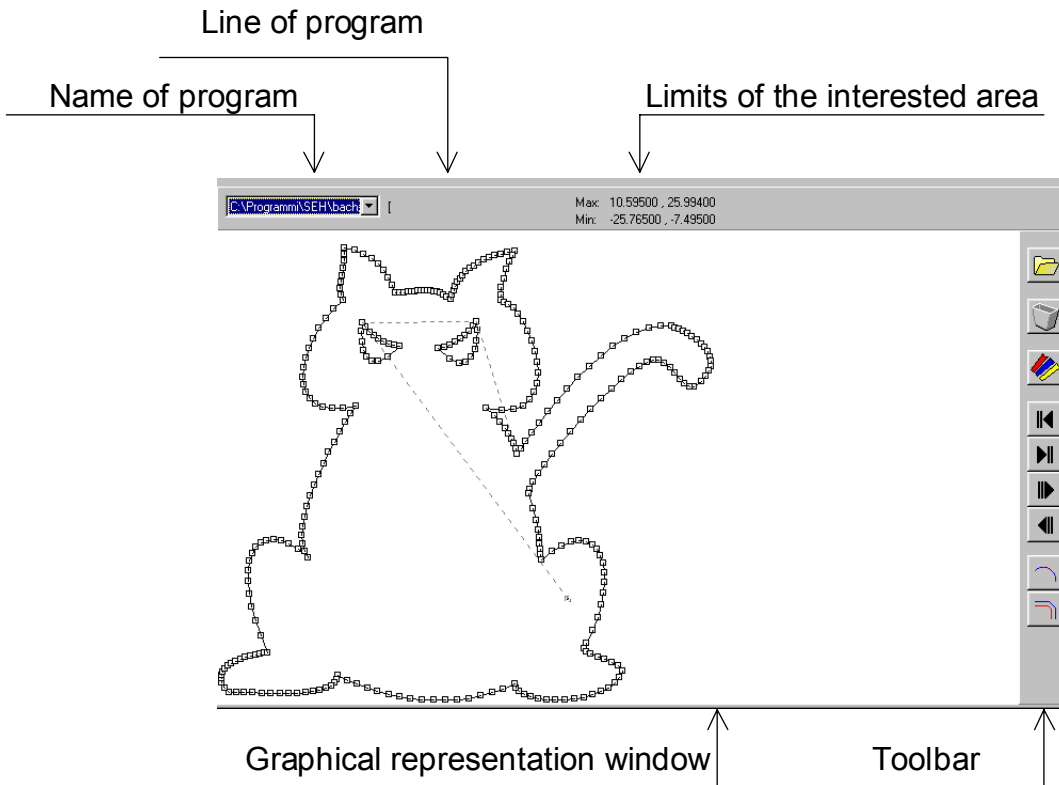 Line of program
Name of program
Limits of the interested area
C:\Programmi\SEH\bach [
Max: 10.59500 , 25.99400
Min: -25.76500 , -7.49500
Graphical representation window
Toolbar